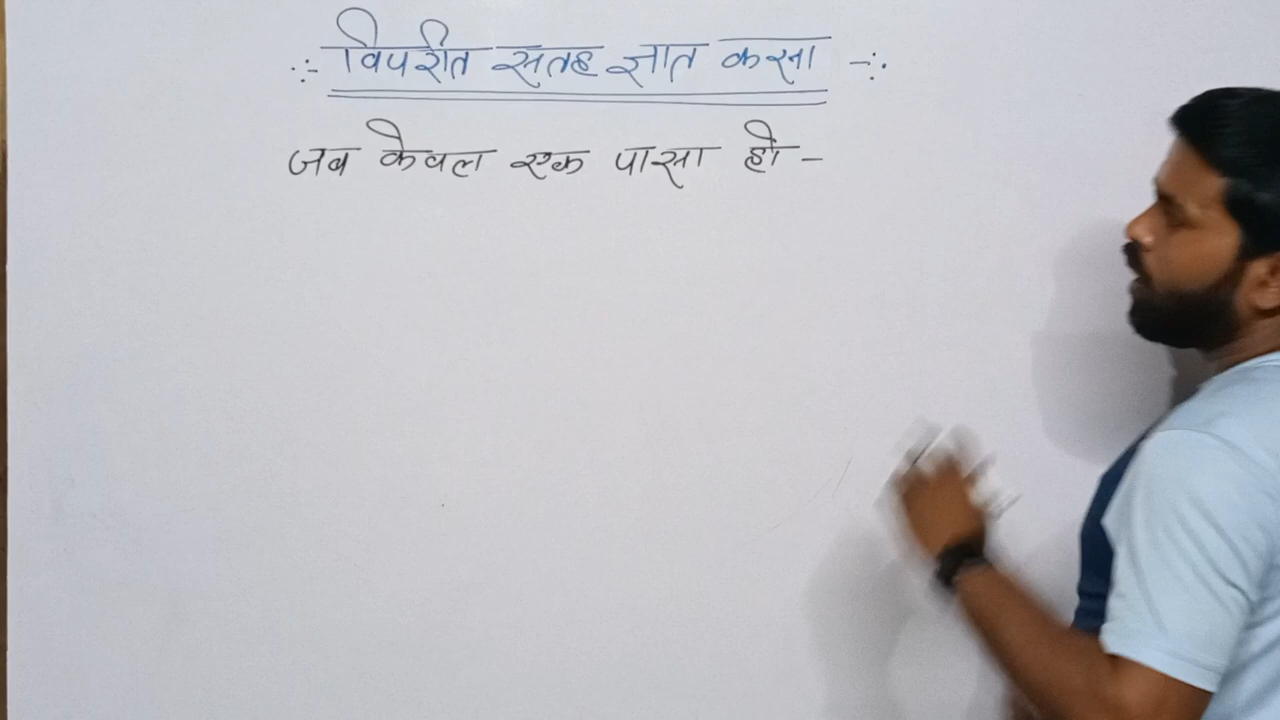 ∴- विपरीत सतह ज्ञात करना -∴
जब केवल एक पासा हो -